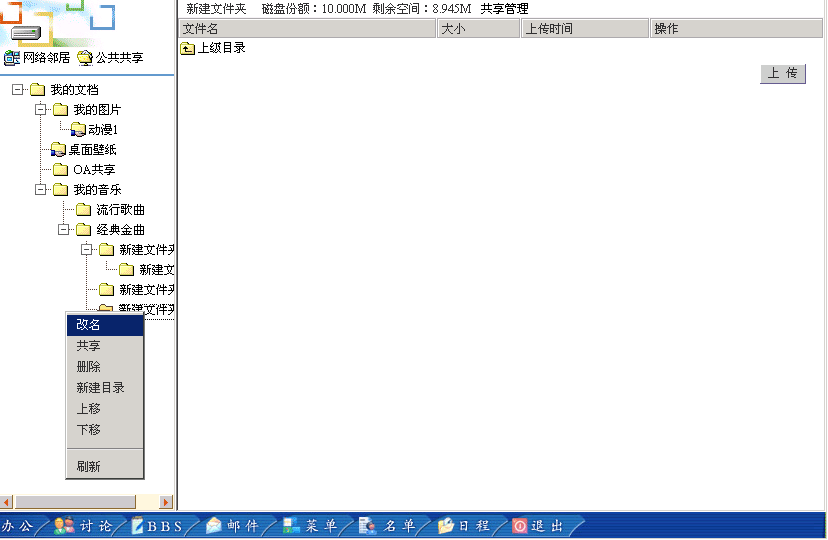 新建文件夹 磁盘份额：10.000M 剩余空间：8.945M 共享管理
文件名 大小 上传时间 操作
上级目录
上 传
网络邻居 公共共享
我的文档
我的图片
动漫1
桌面壁纸
OA共享
我的音乐
流行歌曲
经典金曲
新建文件夹
新建文
新建文件夹
新建文件夹
改名
共享
删除
新建目录
上移
下移
刷新
办公 讨论 BBS 邮件 菜单 名单 日程 退出